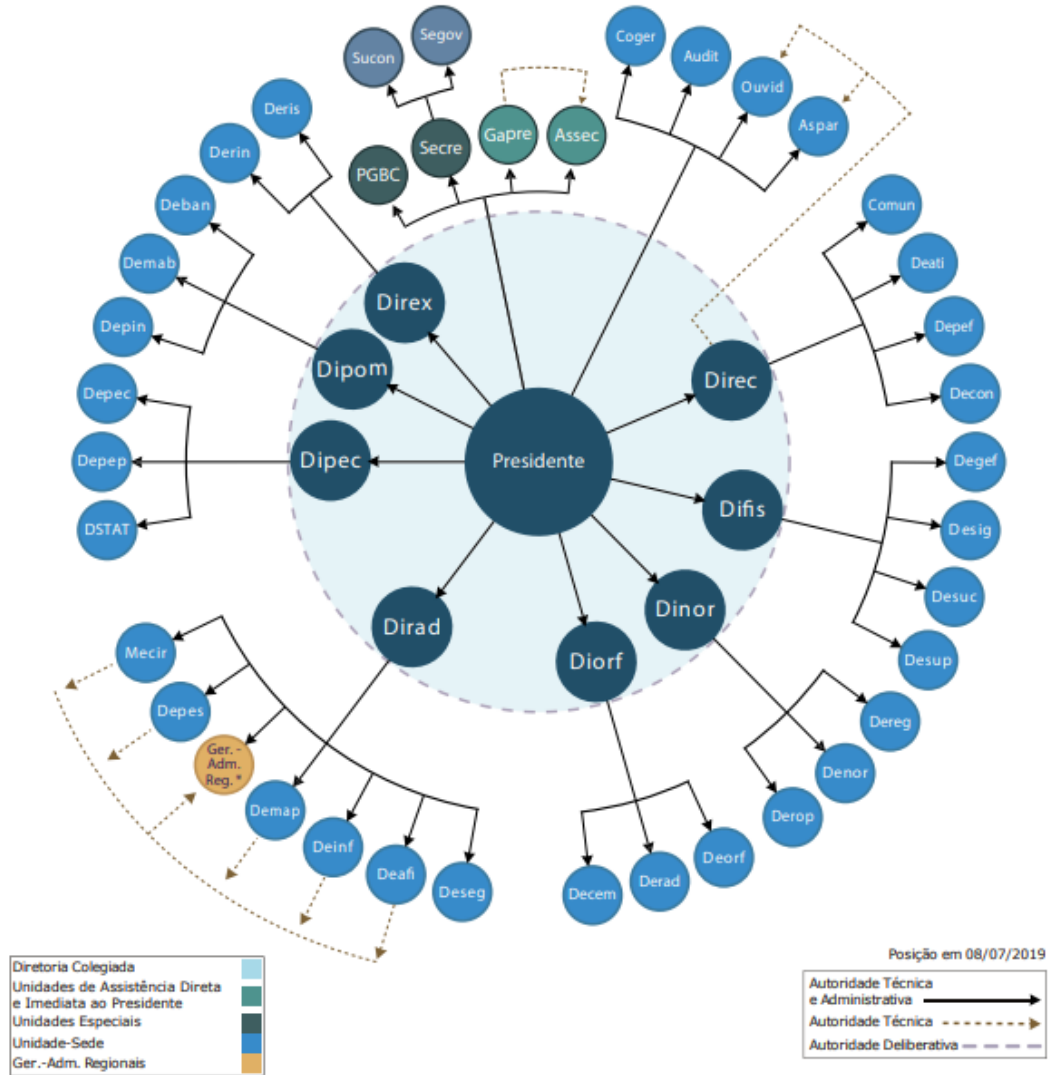 Segov
Sucon
Coger
Audit
Ouvid
Aspar
Deris
Derin
Secre
Gapre
Assec
PGBC
Deban
Demab
Depin
Comun
Deati
Depef
Decon
Direx
Dipom
Direc
Depec
Depep
DSTAT
Dipec
Presidente
Difis
Degef
Desig
Desuc
Desup
Dirad
Diorf
Dinor
Mecir
Depes
Ger. -
Adm.
Reg. *
Demap
Deinf
Deafi
Deseg
Dereg
Denor
Derop
Decem
Derad
Deorf
Diretoria Colegiada
Unidades de Assistência Direta
e Imediata ao Presidente
Unidades Especiais
Unidade-Sede
Ger.-Adm. Regionais
Posição em 08/07/2019
Autoridade Técnica
e Administrativa
Autoridade Técnica
Autoridade Deliberativa